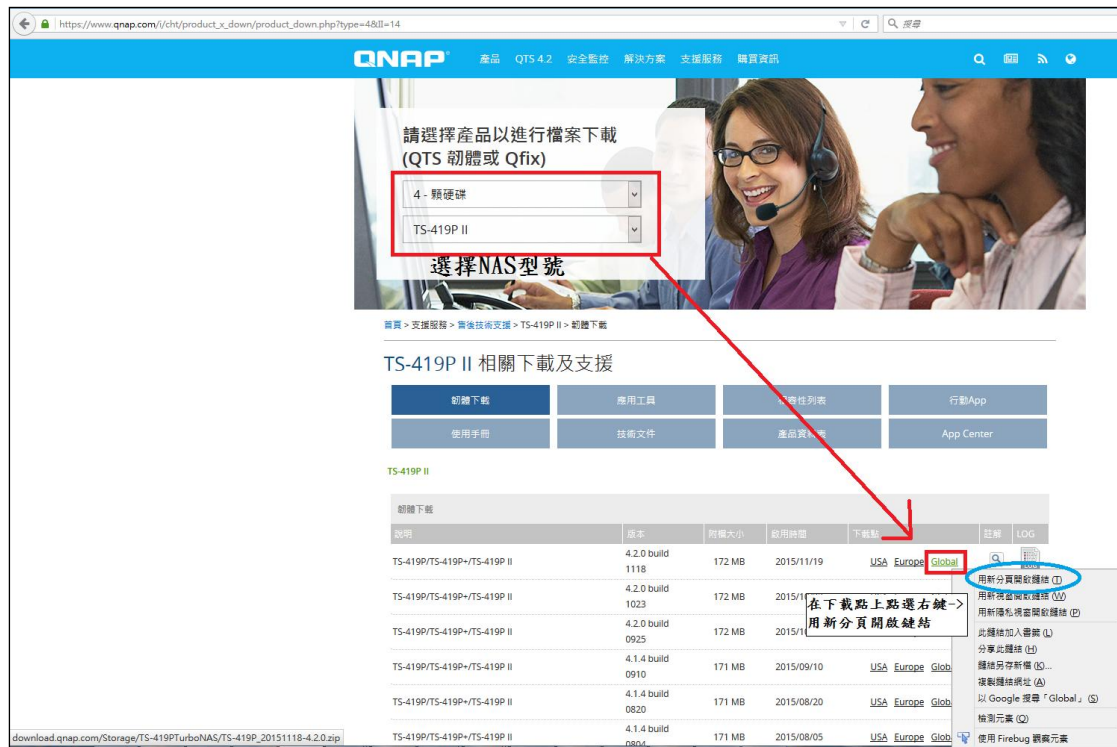 https://www.qnap.com/i/cht/product_x_down/product_down.php?type=4&II=14
搜尋
QNAP
產品 QTS 4.2 安全監控 解決方案 支援服務 購買資訊
請選擇產品以進行檔案下載
(QTS 韌體或 Qfix)
4 - 顆硬碟
TS-419P II
選擇NAS型號
首頁 > 支援服務 > 售後技術支援 > TS-419P II > 韌體下載
TS-419P II 相關下載及支援
韌體下載 應用工具 相容性列表 行動App
使用手冊 技術文件 產品資料表 App Center
TS-419P II
韌體下載
說明 版本 附檔大小 啟用時間 下載點 註解 LOG
TS-419P/TS-419P+/TS-419P II 4.2.0 build 1118 172 MB 2015/11/19 USA Europe Global
TS-419P/TS-419P+/TS-419P II 4.2.0 build 1023 172 MB
TS-419P/TS-419P+/TS-419P II 4.2.0 build 0925 172 MB
TS-419P/TS-419P+/TS-419P II 4.1.4 build 0910 171 MB 2015/09/10 USA Europe
TS-419P/TS-419P+/TS-419P II 4.1.4 build 0820 171 MB 2015/08/20 USA Europe
TS-419P/TS-419P+/TS-419P II 4.1.4 build 0804 171 MB 2015/08/05 USA Europe
在下載點上點選右鍵->
用新分頁開啟鏈結
用新分頁開啟鏈結 (T)
用新視窗開啟鏈結 (W)
用新隱私視窗開啟鏈結 (P)
此鏈結加入書籤 (L)
分享此鏈結 (H)
鏈結另存新檔 (K)...
複製鏈結網址 (A)
以 Google 搜尋「Global」 (S)
檢測元素 (Q)
使用 Firebug 觀察元素
download.qnap.com/Storage/TS-419PTurboNAS/TS-419P_20151118-4.2.0.zip